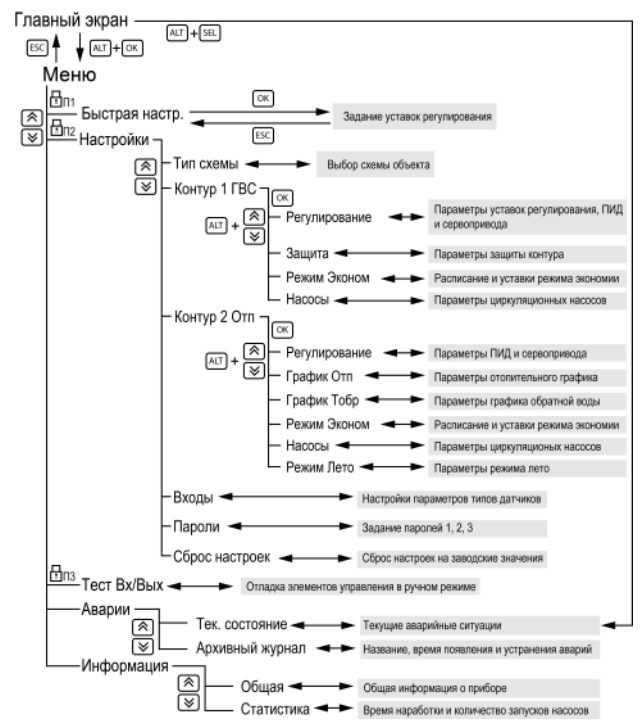 Главный экран
ALT + SEL
ESC ALT + OK
Меню
П1
Быстрая настр. OK Задание уставок регулирования
ESC
П2
Настройки
Тип схемы Выбор схемы объекта
Контур 1 ГВС
OK
ALT +
Регулирование Параметры уставок регулирования, ПИД
и сервопривода
Защита Параметры защиты контура
Режим Эконом Расписание и уставки режима экономии
Насосы Параметры циркуляционных насосов
Контур 2 Отп
OK
ALT +
Регулирование Параметры ПИД и сервопривода
График Отп Параметры отопительного графика
График Тобр Параметры графика обратной воды
Режим Эконом Расписание и уставки режима экономии
Насосы Параметры циркуляционых насосов
Режим Лето Параметры режима лето
Входы Настройки параметров типов датчиков
Пароли Задание паролей 1, 2, 3
Сброс настроек Сброс настроек на заводские значения
П3
Тест Вх/Вых Отладка элементов управления в ручном режиме
Аварии
Тек. состояние Текущие аварийные ситуации
Архивный журнал Название, время появления и устранения аварий
Информация
Общая Общая информация о приборе
Статистика Время наработки и количество запусков насосов